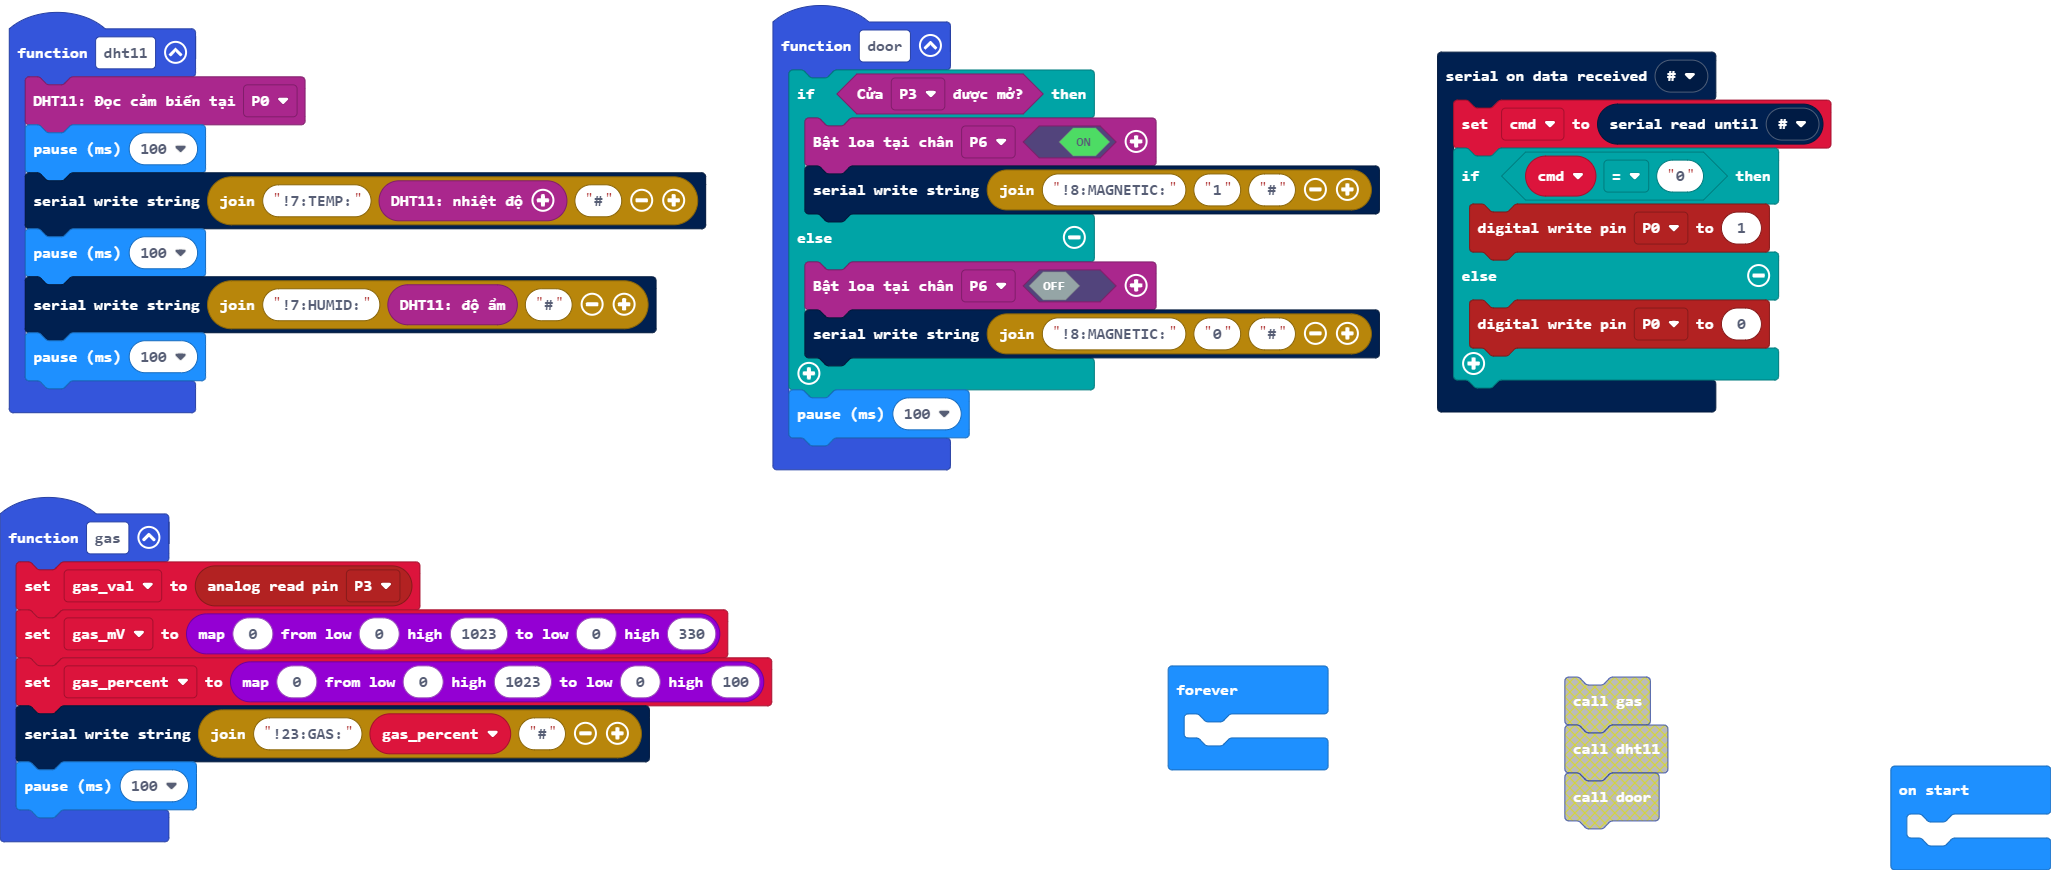 function dht11
DHT11: Đọc cảm biến tại P0
pause (ms) 100
serial write string join "!7:TEMP:" DHT11: nhiệt độ "#"
pause (ms) 100
serial write string join "!7:HUMID:" DHT11: độ ẩm "#"
pause (ms) 100
function door
if Cửa P3 được mở? then
Bật loa tại chân P6 ON
serial write string join "!8:MAGNETIC:" "1" "#"
else
Bật loa tại chân P6 OFF
serial write string join "!8:MAGNETIC:" "0" "#"
pause (ms) 100
serial on data received #
set cmd to serial read until #
if cmd = "0" then
digital write pin P0 to 1
else
digital write pin P0 to 0
function gas
set gas_val to analog read pin P3
set gas_mV to map 0 from low 0 high 1023 to low 0 high 330
set gas_percent to map 0 from low 0 high 1023 to low 0 high 100
serial write string join "!23:GAS:" gas_percent "#"
pause (ms) 100
forever
call gas
call dht11
call door
on start